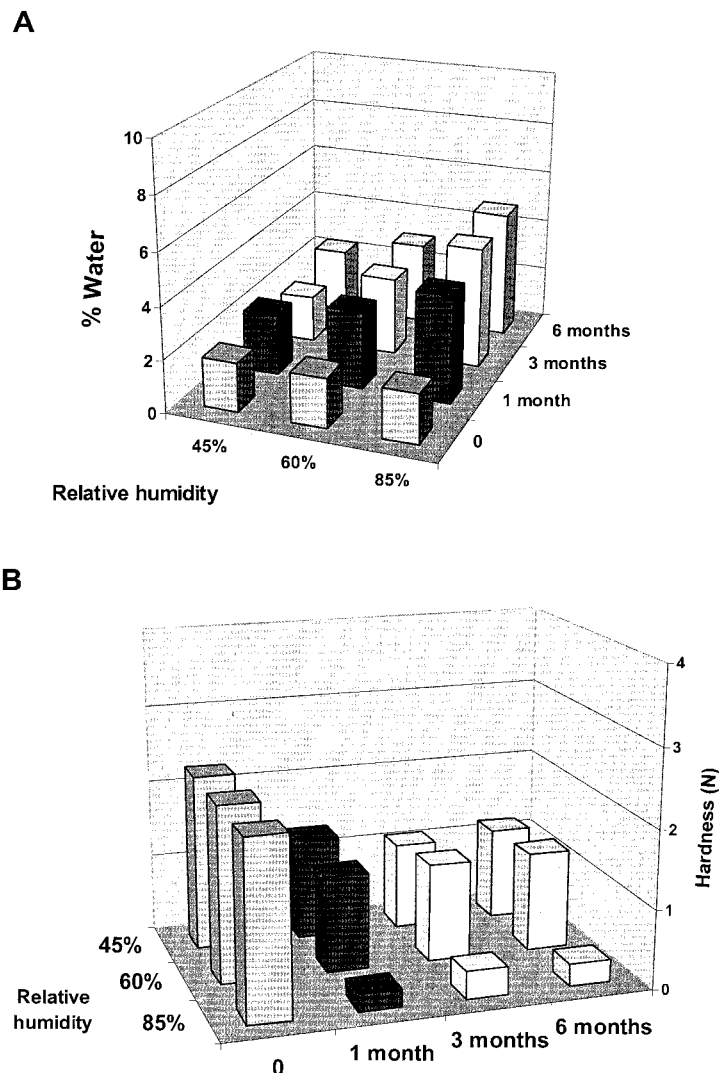 A
10
8
6
4
2
0
% Water
6 months
3 months
1 month
0
45%
60%
85%
Relative humidity
B
4
3
2
1
0
Hardness (N)
45%
60%
85%
Relative
humidity
0
1 month
3 months
6 months